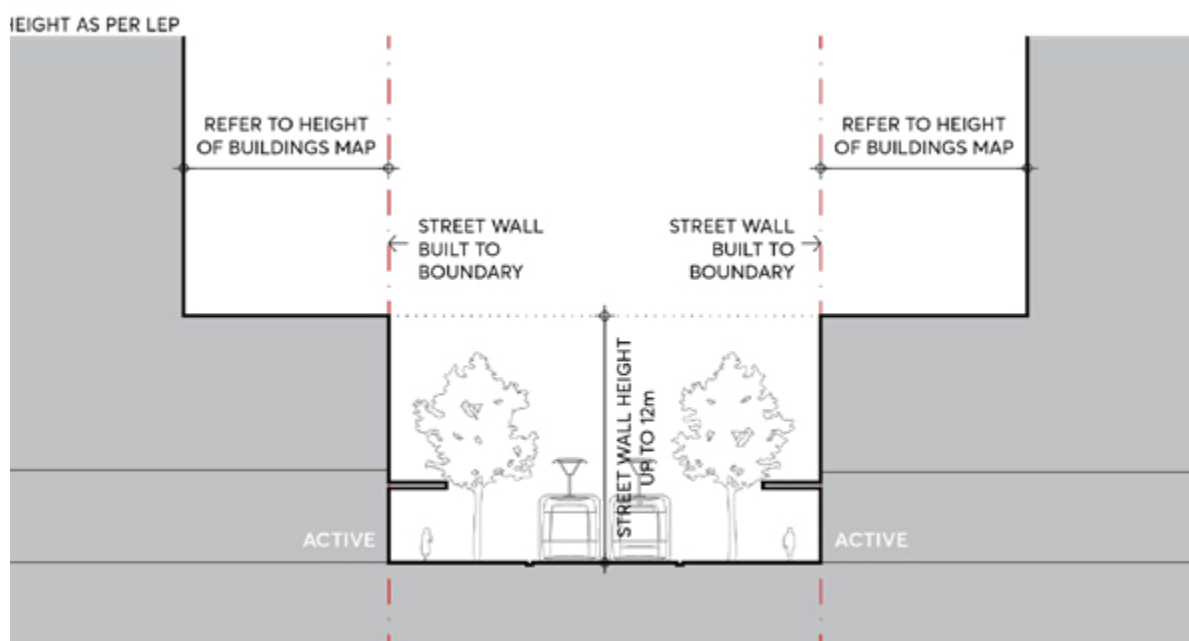 HEIGHT AS PER LEP
REFER TO HEIGHT
OF BUILDINGS MAP
REFER TO HEIGHT
OF BUILDINGS MAP
STREET WALL
BUILT TO
BOUNDARY
STREET WALL
BUILT TO
BOUNDARY
STREET WALL HEIGHT
UP TO 12m
ACTIVE
ACTIVE